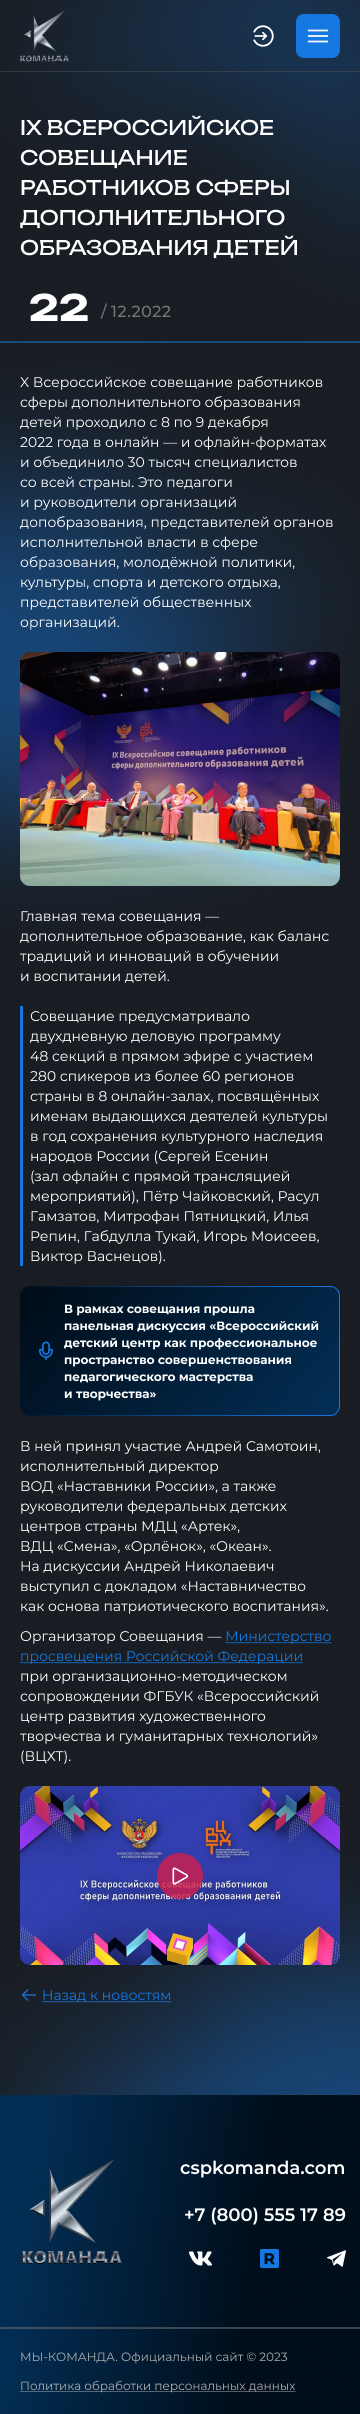 КОМАНДА
IX ВСЕРОССИЙСКОЕ
СОВЕЩАНИЕ
РАБОТНИКОВ СФЕРЫ
ДОПОЛНИТЕЛЬНОГО
ОБРАЗОВАНИЯ ДЕТЕЙ
22 / 12.2022
X Всероссийское совещание работников
сферы дополнительного образования
детей проходило с 8 по 9 декабря
2022 года в онлайн — и офлайн-форматах
и объединило 30 тысяч специалистов
со всей страны. Это педагоги
и руководители организаций
допобразования, представителей органов
исполнительной власти в сфере
образования, молодёжной политики,
культуры, спорта и детского отдыха,
представителей общественных
организаций.
IX Всероссийское совещание работников
сферы дополнительного образования детей
Главная тема совещания —
дополнительное образование, как баланс
традиций и инноваций в обучении
и воспитании детей.
Совещание предусматривало
двухдневную деловую программу
48 секций в прямом эфире с участием
280 спикеров из более 60 регионов
страны в 8 онлайн-залах, посвящённых
именам выдающихся деятелей культуры
в год сохранения культурного наследия
народов России (Сергей Есенин
(зал офлайн с прямой трансляцией
мероприятий), Пётр Чайковский, Расул
Гамзатов, Митрофан Пятницкий, Илья
Репин, Габдулла Тукай, Игорь Моисеев,
Виктор Васнецов).
В рамках совещания прошла
панельная дискуссия «Всероссийский
детский центр как профессиональное
пространство совершенствования
педагогического мастерства
и творчества»
В ней принял участие Андрей Самотоин,
исполнительный директор
ВОД «Наставники России», а также
руководители федеральных детских
центров страны МДЦ «Артек»,
ВДЦ «Смена», «Орлёнок», «Океан».
На дискуссии Андрей Николаевич
выступил с докладом «Наставничество
как основа патриотического воспитания».
Организатор Совещания — Министерство
просвещения Российской Федерации
при организационно-методическом
сопровождении ФГБУК «Всероссийский
центр развития художественного
творчества и гуманитарных технологий»
(ВЦХТ).
IX Всероссийское совещание работников
сферы дополнительного образования детей
Назад к новостям
cspkomanda.com
+7 (800) 555 17 89
КОМАНДА
МЫ-КОМАНДА. Официальный сайт © 2023
Политика обработки персональных данных